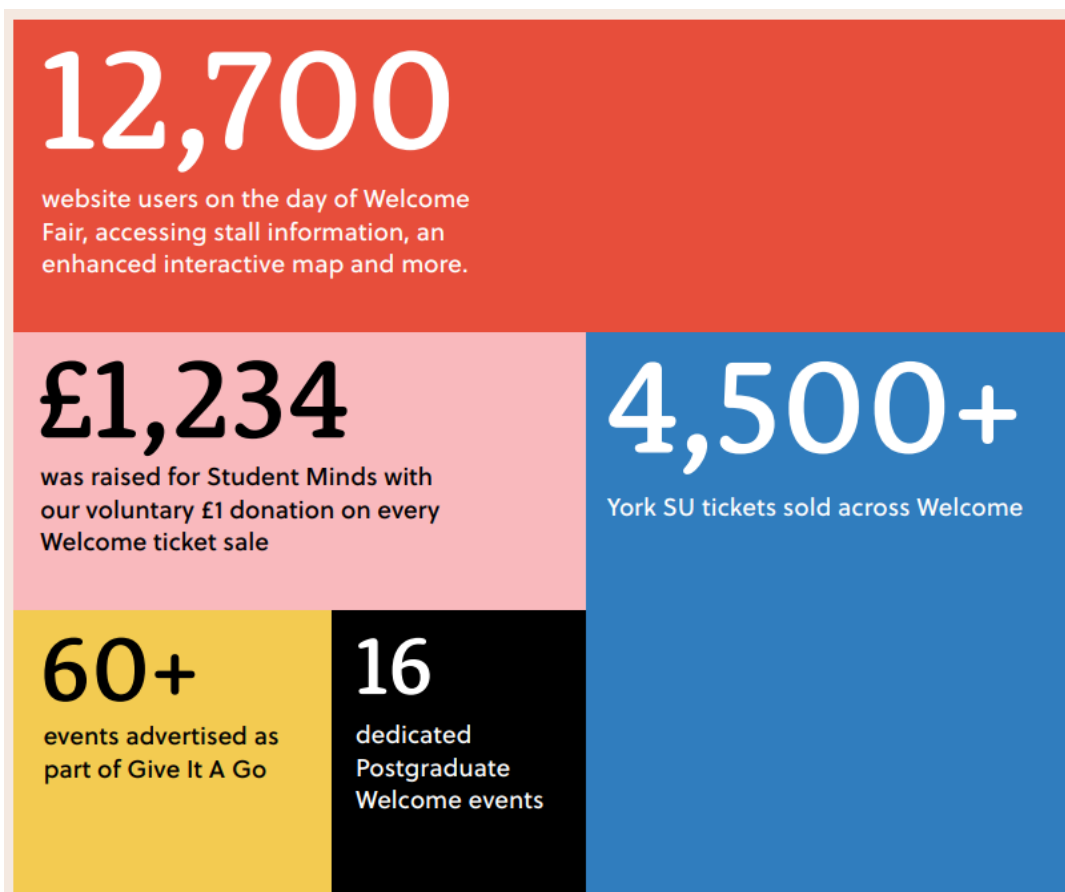 12,700
website users on the day of Welcome
Fair, accessing stall information, an
enhanced interactive map and more.
£1,234
was raised for Student Minds with
our voluntary £1 donation on every
Welcome ticket sale
4,500+
York SU tickets sold across Welcome
60+
events advertised as
part of Give It A Go
16
dedicated
Postgraduate
Welcome events